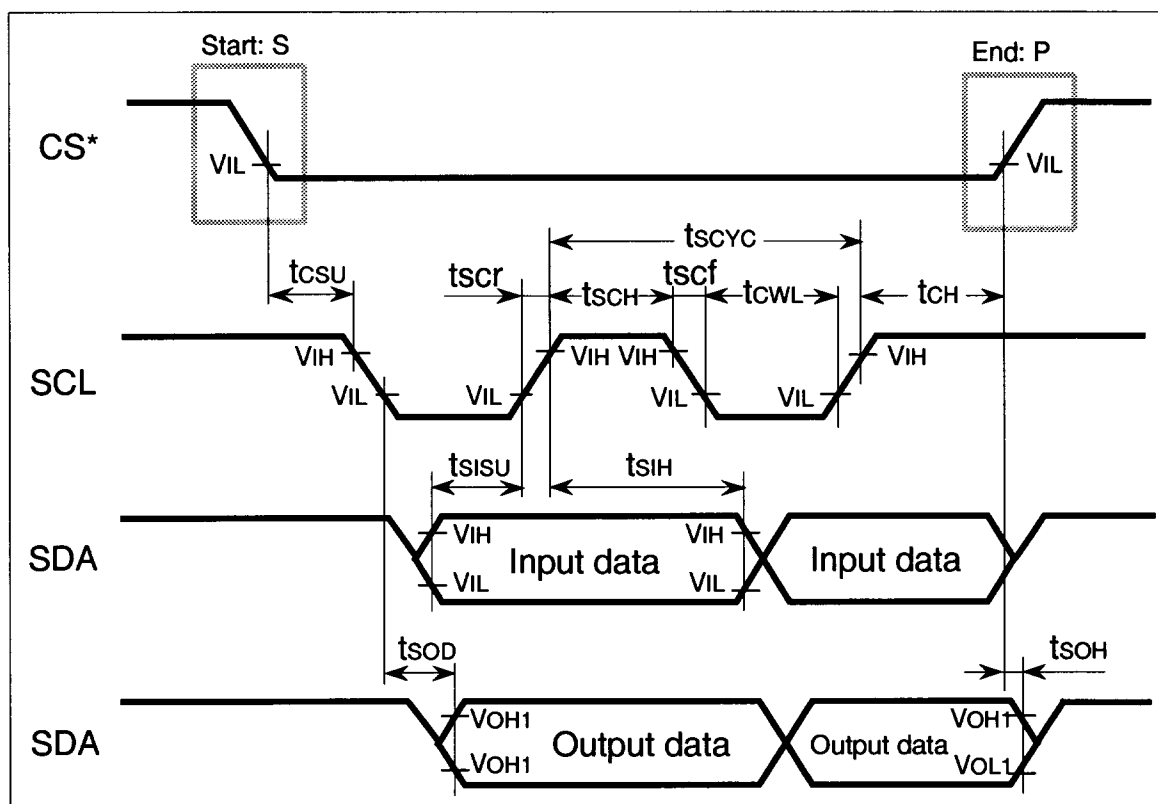 Start: S
End: P
CS*
VIL
VIL
tSCYC
tCSU
tSCr
tSCH
tSCf
tCWL
tCH
SCL
VIH
VIH
VIH
VIH
VIL
VIL
VIL
VIL
tSISU
tSIH
SDA
VIH
Input data
VIH
Input data
VIL
VIL
tSOD
tSOH
SDA
VOH1
Output data
VOH1
Output data
VOH1
VOL1